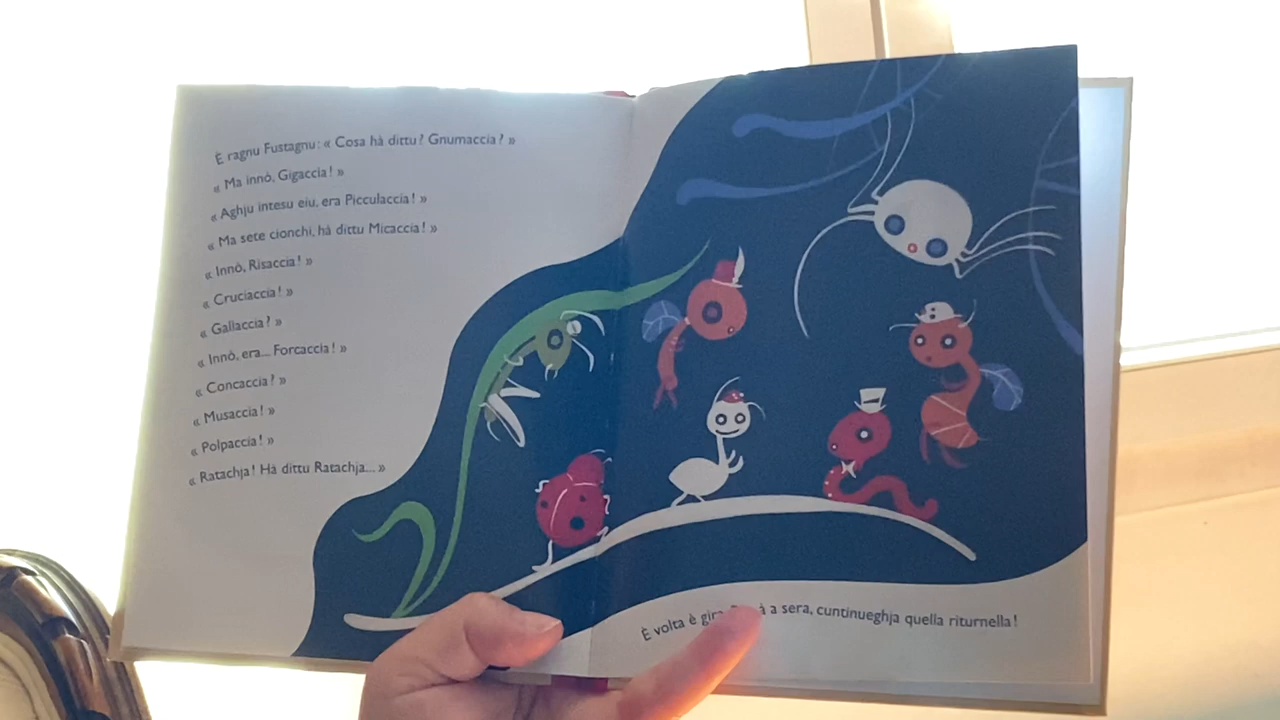 È ragnu Fustagnu: « Cosa hà dittu? Gnumaccia? »
« Ma innò, Gigaccia! »
« Aghju intesu eiu, era Picculaccia! »
« Ma sete cionchi, hà dittu Micaccia! »
« Innò, Risaccia! »
« Cruciaccia! »
« Gallaccia? »
« Innò, era... Forcaccia! »
« Concaccia? »
« Musaccia! »
« Polpaccia! »
« Ratachja! Hà dittu Ratachja... »
È volta è gira à a sera, cuntinueghja quella riturnella!